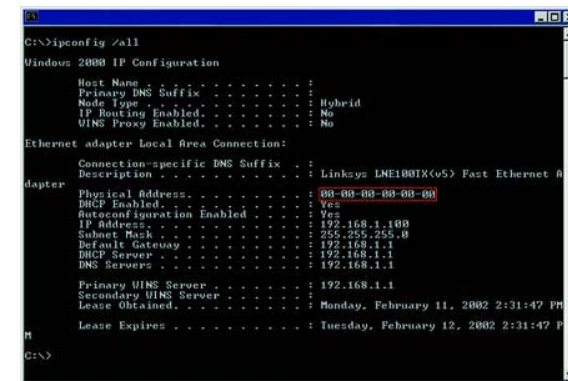 C:\>ipconfig /all
Windows 2000 IP Configuration
Host Name . . . . . . . . . . . . :
Primary DNS Suffix . . . . . . . :
Node Type . . . . . . . . . . . . : Hybrid
IP Routing Enabled. . . . . . . . : No
WINS Proxy Enabled. . . . . . . . : No
Ethernet adapter Local Area Connection:
Connection-specific DNS Suffix . :
Description . . . . . . . . . . . : Linksys LNE100TX(v5) Fast Ethernet A
dapter
Physical Address. . . . . . . . . : 00-00-00-00-00-00
DHCP Enabled. . . . . . . . . . . : Yes
Autoconfiguration Enabled . . . . : Yes
IP Address. . . . . . . . . . . . : 192.168.1.100
Subnet Mask . . . . . . . . . . . : 255.255.255.0
Default Gateway . . . . . . . . . : 192.168.1.1
DHCP Server . . . . . . . . . . . : 192.168.1.1
DNS Servers . . . . . . . . . . . : 192.168.1.1
Primary WINS Server . . . . . . . : 192.168.1.1
Secondary WINS Server . . . . . . :
Lease Obtained. . . . . . . . . . : Monday, February 11, 2002 2:31:47 PM
Lease Expires . . . . . . . . . . : Tuesday, February 12, 2002 2:31:47 P
M
C:\>